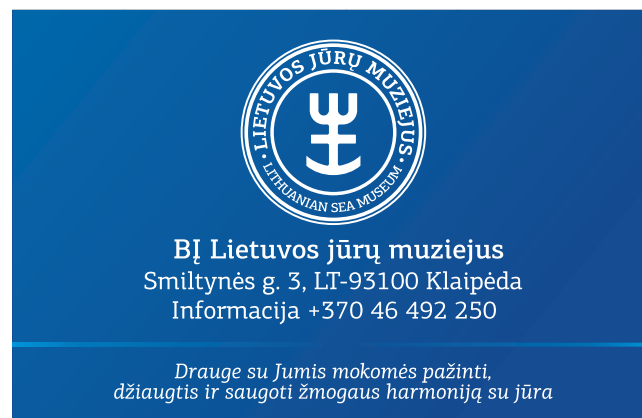 LIETUVOS JŪRŲ MUZIEJUS
LITHUANIAN SEA MUSEUM
BĮ Lietuvos jūrų muziejus
Smiltynės g. 3, LT-93100 Klaipėda
Informacija +370 46 492 250
Drauge su Jumis mokomės pažinti,
džiaugtis ir saugoti žmogaus harmoniją su jūra